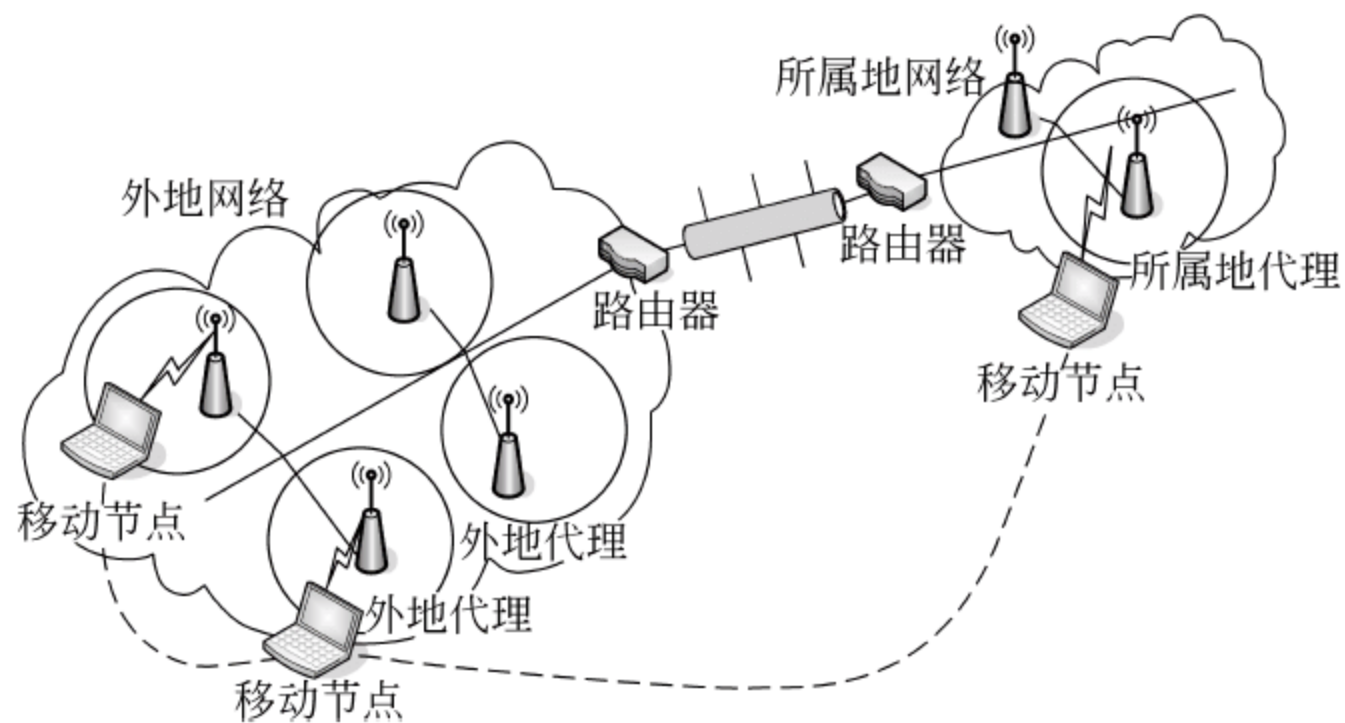 所属地网络
外地网络
路由器
所属地代理
路由器
移动节点
移动节点
外地代理
外地代理
移动节点